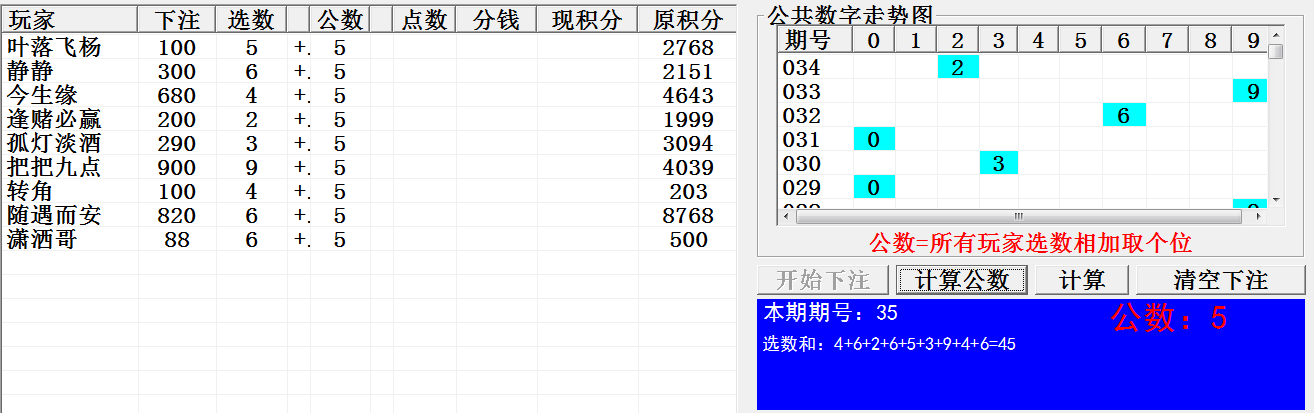 玩家 下注 选数 公数 点数 分钱 现积分 原积分
叶落飞杨 100 5 +. 5 2768
静静 300 6 +. 5 2151
今生缘 680 4 +. 5 4643
逢赌必赢 200 2 +. 5 1999
孤灯淡酒 290 3 +. 5 3094
把把九点 900 9 +. 5 4039
转角 100 4 +. 5 203
随遇而安 820 6 +. 5 8768
潇洒哥 88 6 +. 5 500
公共数字走势图
期号 0 1 2 3 4 5 6 7 8 9
034 2
033 9
032 6
031 0
030 3
029 0
公数=所有玩家选数相加取个位
开始下注 计算公数 计算 清空下注
本期期号：35 公数：5
选数和：4+6+2+6+5+3+9+4+6=45